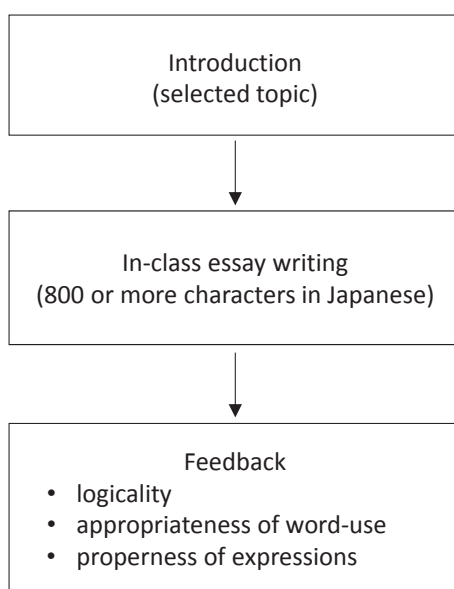 Introduction
(selected topic)
In-class essay writing
(800 or more characters in Japanese)
Feedback
• logicality
• appropriateness of word-use
• properness of expressions